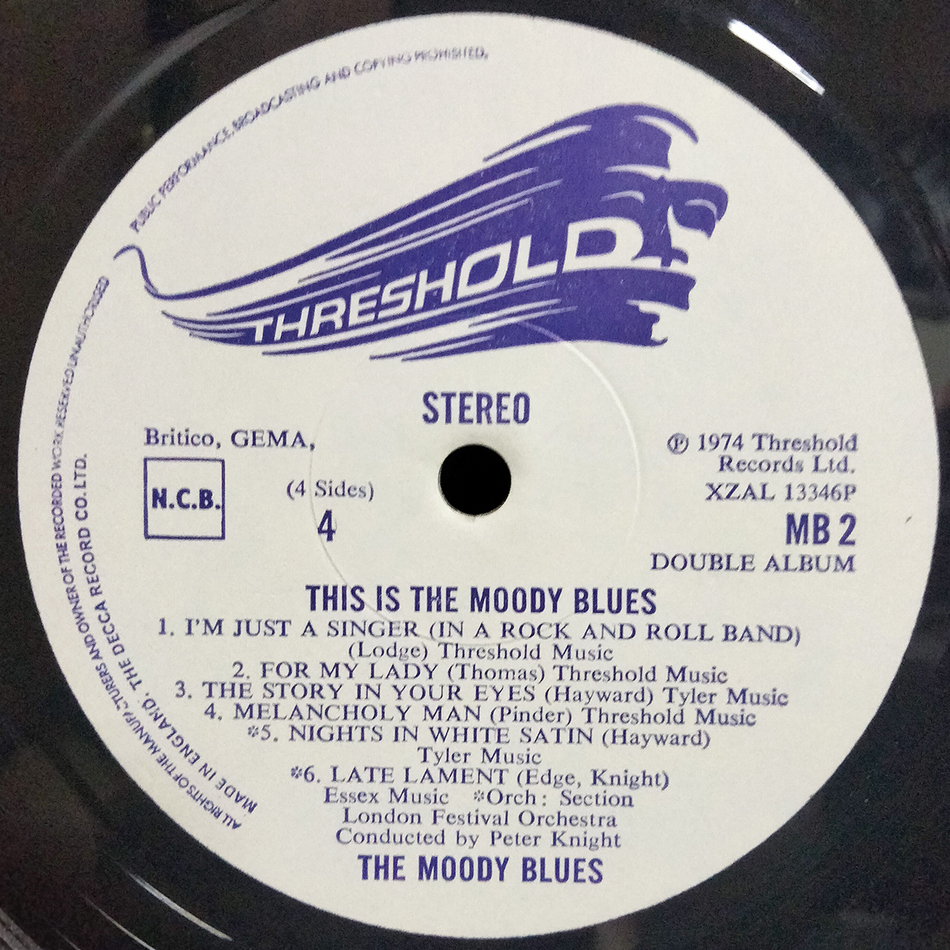 PUBLIC PERFORMANCE, BROADCASTING AND COPYING PROHIBITED.
THRESHOLD
STEREO
Britico, GEMA,
N.C.B.
(4 Sides)
4
℗ 1974 Threshold
Records Ltd.
XZAL 13346P
MB 2
DOUBLE ALBUM
THIS IS THE MOODY BLUES
1. I'M JUST A SINGER (IN A ROCK AND ROLL BAND)
(Lodge) Threshold Music
2. FOR MY LADY (Thomas) Threshold Music
3. THE STORY IN YOUR EYES (Hayward) Tyler Music
4. MELANCHOLY MAN (Pinder) Threshold Music
*5. NIGHTS IN WHITE SATIN (Hayward)
Tyler Music
*6. LATE LAMENT (Edge, Knight)
Essex Music *Orch: Section
London Festival Orchestra
Conducted by Peter Knight
THE MOODY BLUES
ALL RIGHTS OF THE MANUFACTURERS AND OWNER OF THE RECORDED WORK RESERVED UNAUTHORISED
MADE IN ENGLAND. THE DECCA RECORD CO. LTD.